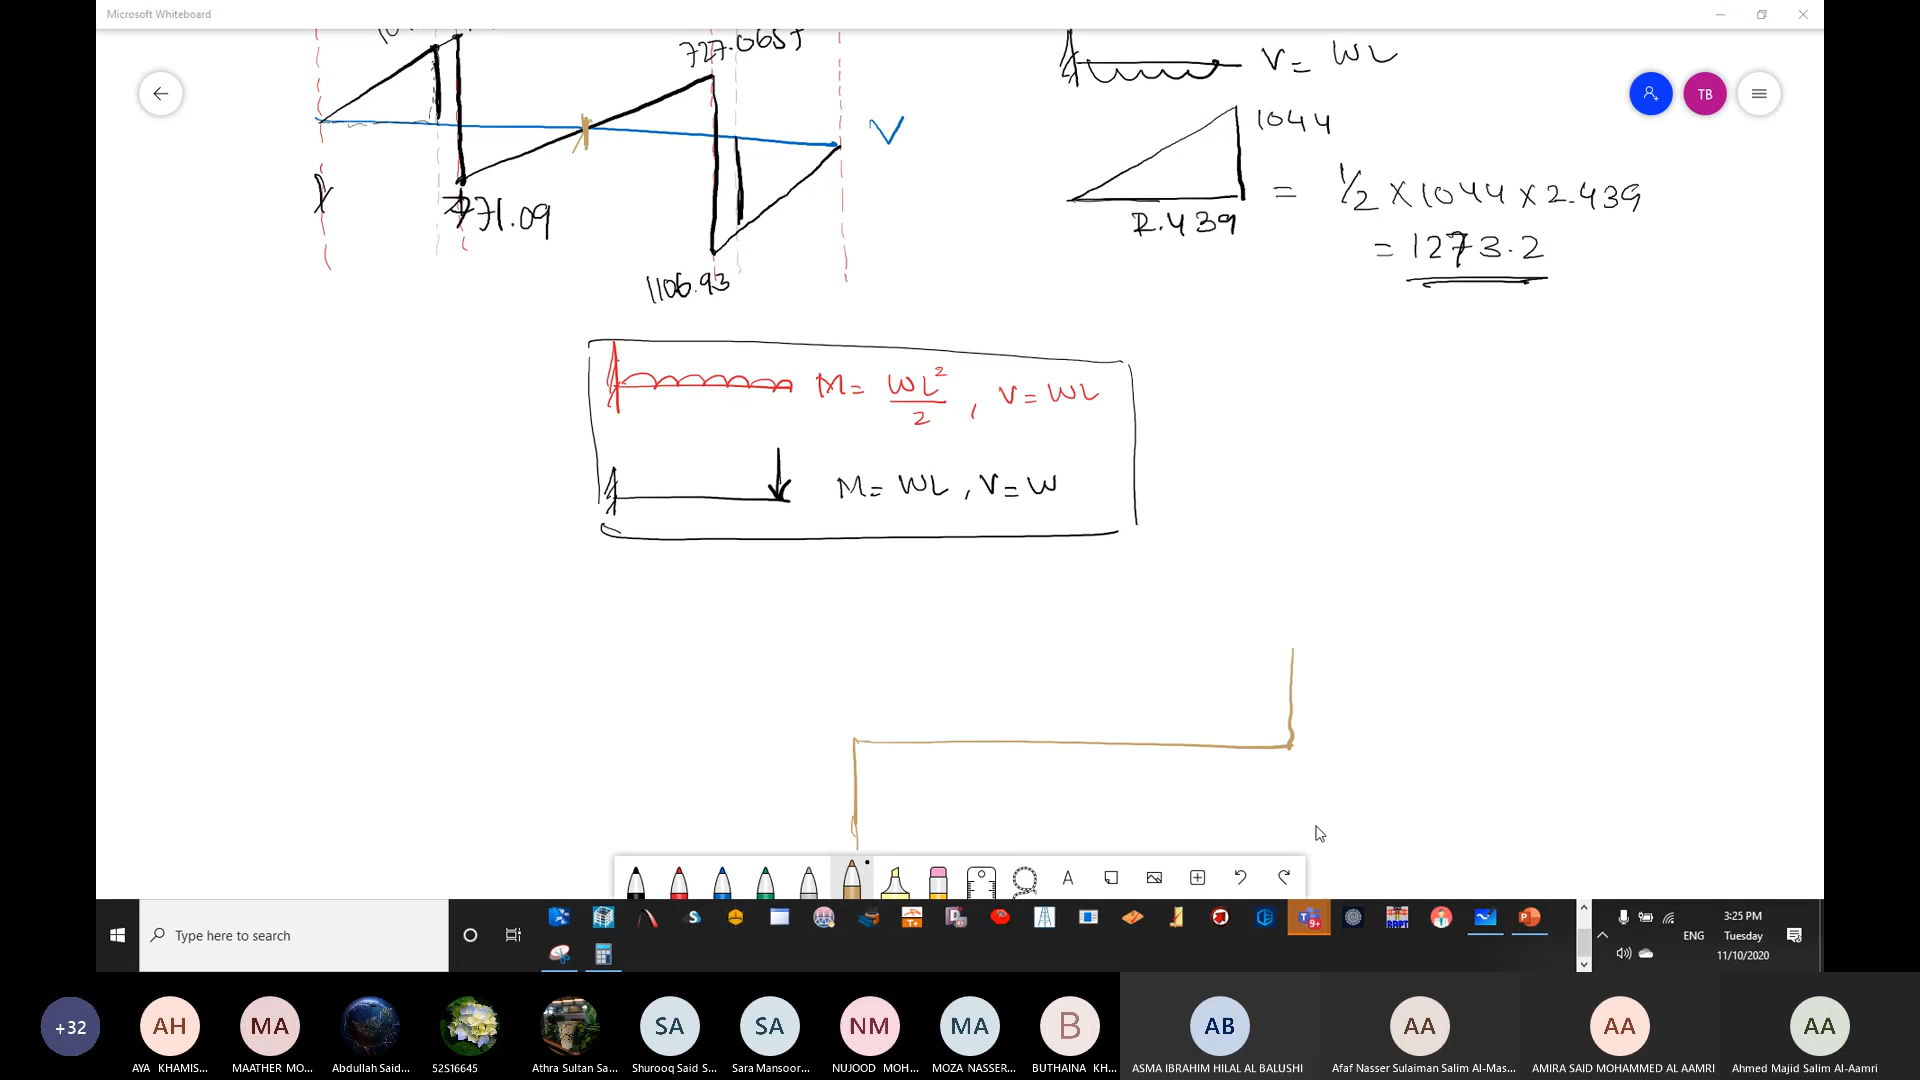 Microsoft Whiteboard
727.0657
V = WL
TB
V
1044
= 1/2 X 1044 X 2.439
771.09
2.439
= 1273.2
1106.93
M = WL²/2 , V = WL
M = WL , V = W
A
Type here to search
ENG
3:25 PM
Tuesday
11/10/2020
+32
AH
MA
SA
SA
NM
MA
B
AB
AA
AA
AA
AYA KHAMIS...
MAATHER MO...
Abdullah Said...
52S16645
Athra Sultan Sa...
Shurooq Said S...
Sara Mansoor...
NUJOOD MOH...
MOZA NASSER...
BUTHAINA KH...
ASMA IBRAHIM HILAL AL BALUSHI
Afaf Nasser Sulaiman Salim Al-Mas...
AMIRA SAID MOHAMMED AL AAMRI
Ahmed Majid Salim Al-Aamri